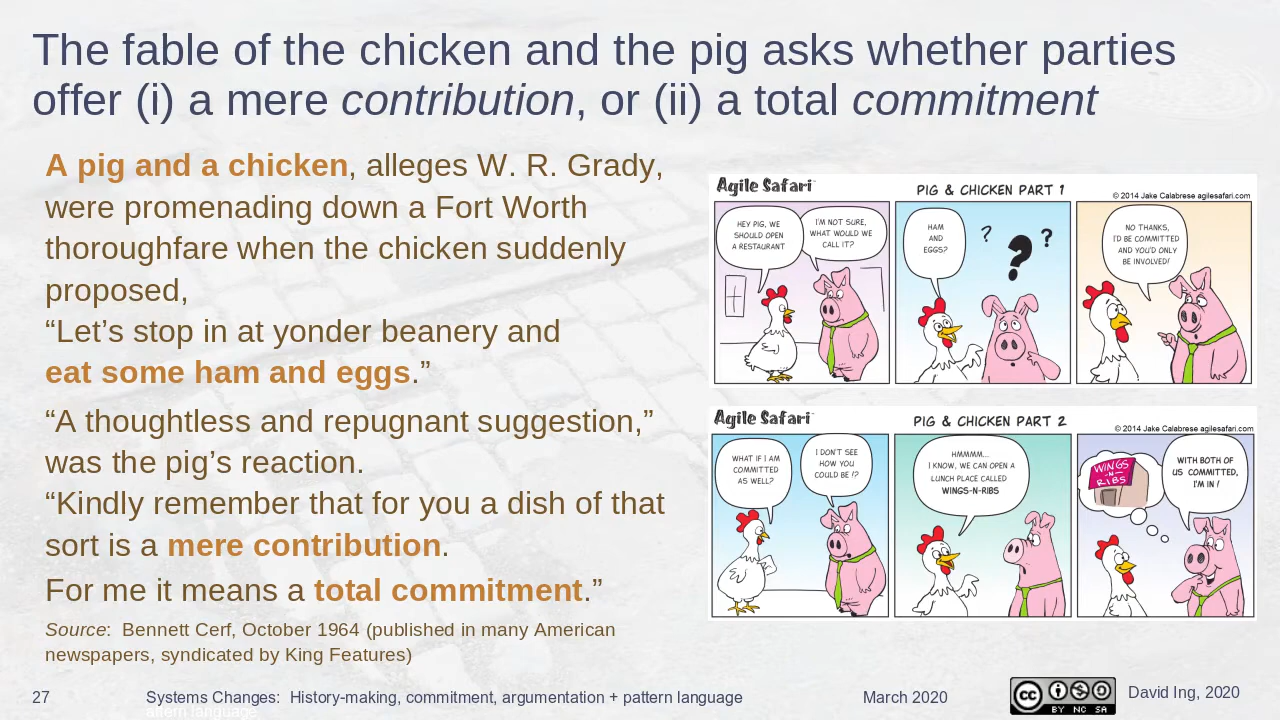 The fable of the chicken and the pig asks whether parties
offer (i) a mere contribution, or (ii) a total commitment
A pig and a chicken, alleges W. R. Grady,
were promenading down a Fort Worth
thoroughfare when the chicken suddenly
proposed,
“Let’s stop in at yonder beanery and
eat some ham and eggs.”
“A thoughtless and repugnant suggestion,”
was the pig’s reaction.
“Kindly remember that for you a dish of that
sort is a mere contribution.
For me it means a total commitment.”
Source:  Bennett Cerf, October 1964 (published in many American
newspapers, syndicated by King Features)
Agile Safari™
PIG & CHICKEN PART 1
© 2014 Jake Calabrese agilesafari.com
HEY PIG, WE
SHOULD OPEN
A RESTAURANT
I'M NOT SURE,
WHAT WOULD WE
CALL IT?
HAM
AND
EGGS?
? ? ?
NO THANKS,
I'D BE COMMITTED
AND YOU'D ONLY
BE INVOLVED!
Agile Safari™
PIG & CHICKEN PART 2
© 2014 Jake Calabrese agilesafari.com
WHAT IF I AM
COMMITTED
AS WELL?
I DON'T SEE
HOW YOU
COULD BE !?
HMMMM...
I KNOW, WE CAN OPEN A
LUNCH PLACE CALLED
WINGS-N-RIBS
WINGS
-N-
RIBS
WITH BOTH OF
US COMMITTED,
I'M IN !
27
Systems Changes:  History-making, commitment, argumentation + pattern language
attern language
March 2020
cc BY NC SA
David Ing, 2020